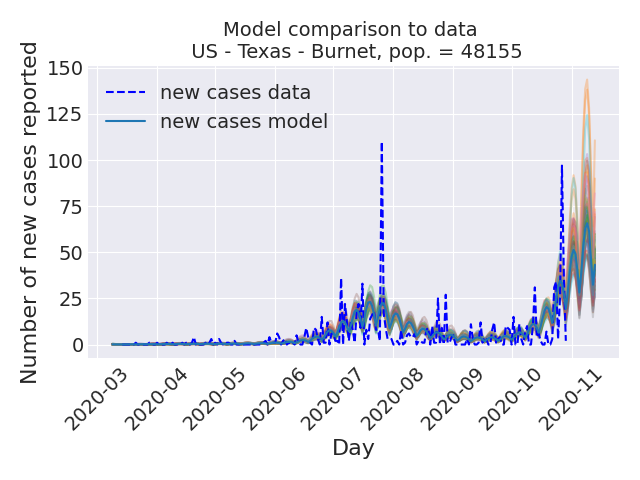 Model comparison to data
US - Texas - Burnet, pop. = 48155
Number of new cases reported
150
125
100
75
50
25
0
new cases data
new cases model
2020-03
2020-04
2020-05
2020-06
2020-07
2020-08
2020-09
2020-10
2020-11
Day